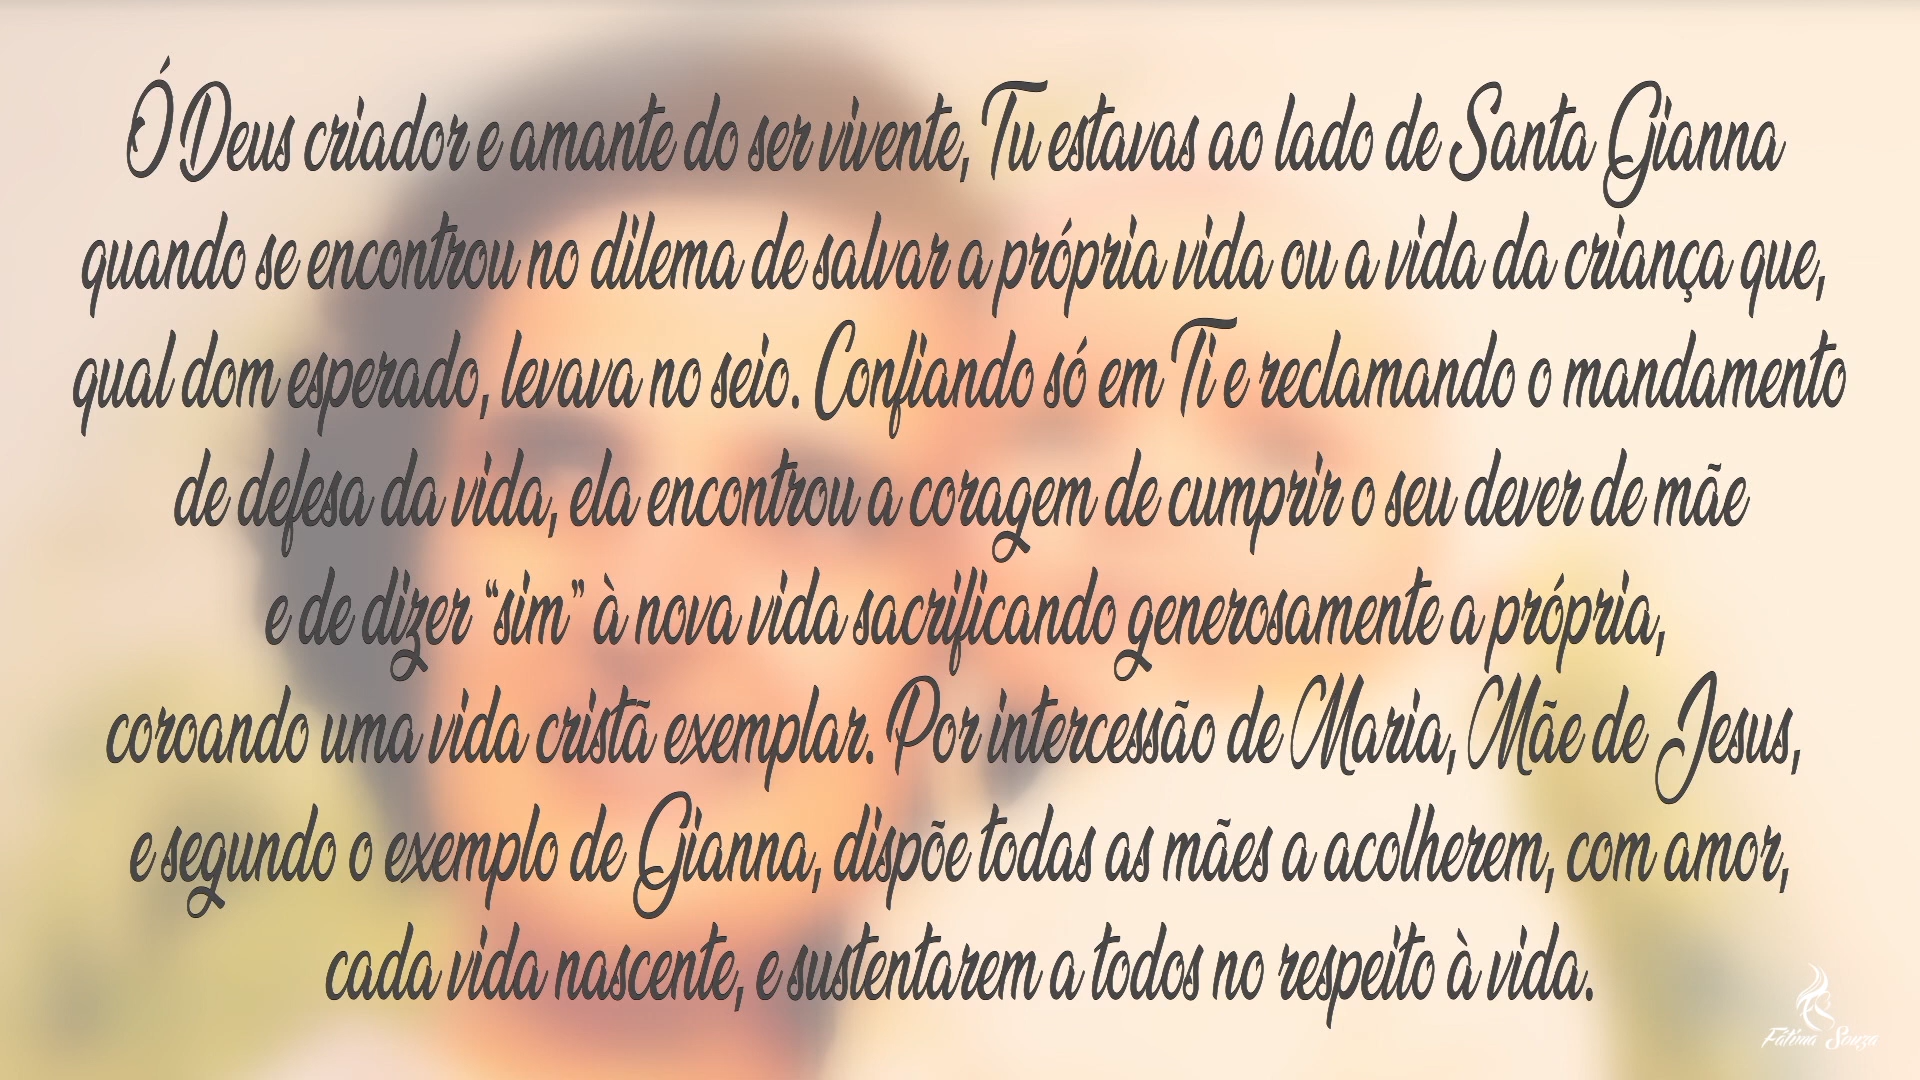 Ó Deus criador e amante do ser vivente, Tu estavas ao lado de Santa Gianna
quando se encontrou no dilema de salvar a própria vida ou a vida da criança que,
qual dom esperado, levava no seio. Confiando só em Ti e reclamando o mandamento
de defesa da vida, ela encontrou a coragem de cumprir o seu dever de mãe
e de dizer “sim” à nova vida sacrificando generosamente a própria,
coroando uma vida cristã exemplar. Por intercessão de Maria, Mãe de Jesus,
e segundo o exemplo de Gianna, dispõe todas as mães a acolherem, com amor,
cada vida nascente, e sustentarem a todos no respeito à vida.
Fátima Souza